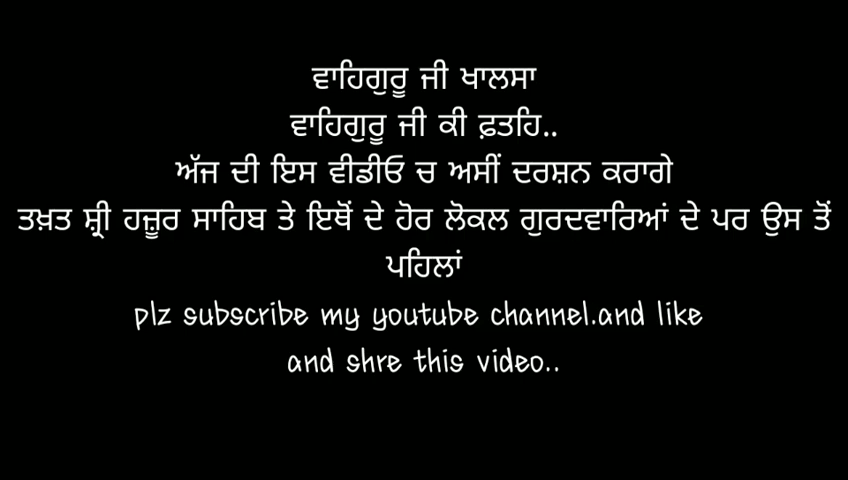 ਵਾਹਿਗੁਰੂ ਜੀ ਖਾਲਸਾ
ਵਾਹਿਗੁਰੂ ਜੀ ਕੀ ਫ਼ਤਹਿ..
ਅੱਜ ਦੀ ਇਸ ਵੀਡੀਓ ਚ ਅਸੀਂ ਦਰਸ਼ਨ ਕਰਾਗੇ
ਤਖ਼ਤ ਸ਼੍ਰੀ ਹਜ਼ੂਰ ਸਾਹਿਬ ਤੇ ਇਥੋਂ ਦੇ ਹੋਰ ਲੋਕਲ ਗੁਰਦਵਾਰਿਆਂ ਦੇ ਪਰ ਉਸ ਤੋਂ
ਪਹਿਲਾਂ
plz subscribe my youtube channel.and like
and shre this video..